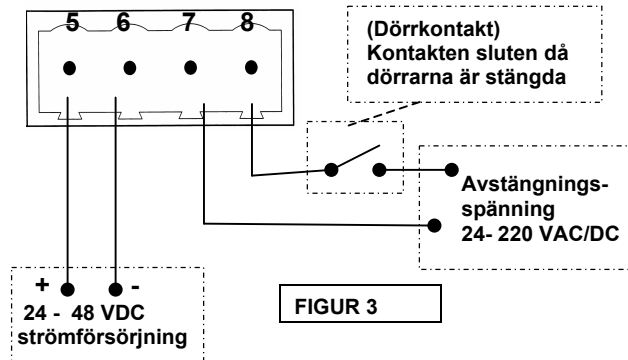 5 6 7 8
(Dörrkontakt)
Kontakten sluten då
dörrarna är stängda
Avstängnings-
spänning
24- 220 VAC/DC
+ -
24 - 48 VDC
strömförsörjning
FIGUR 3